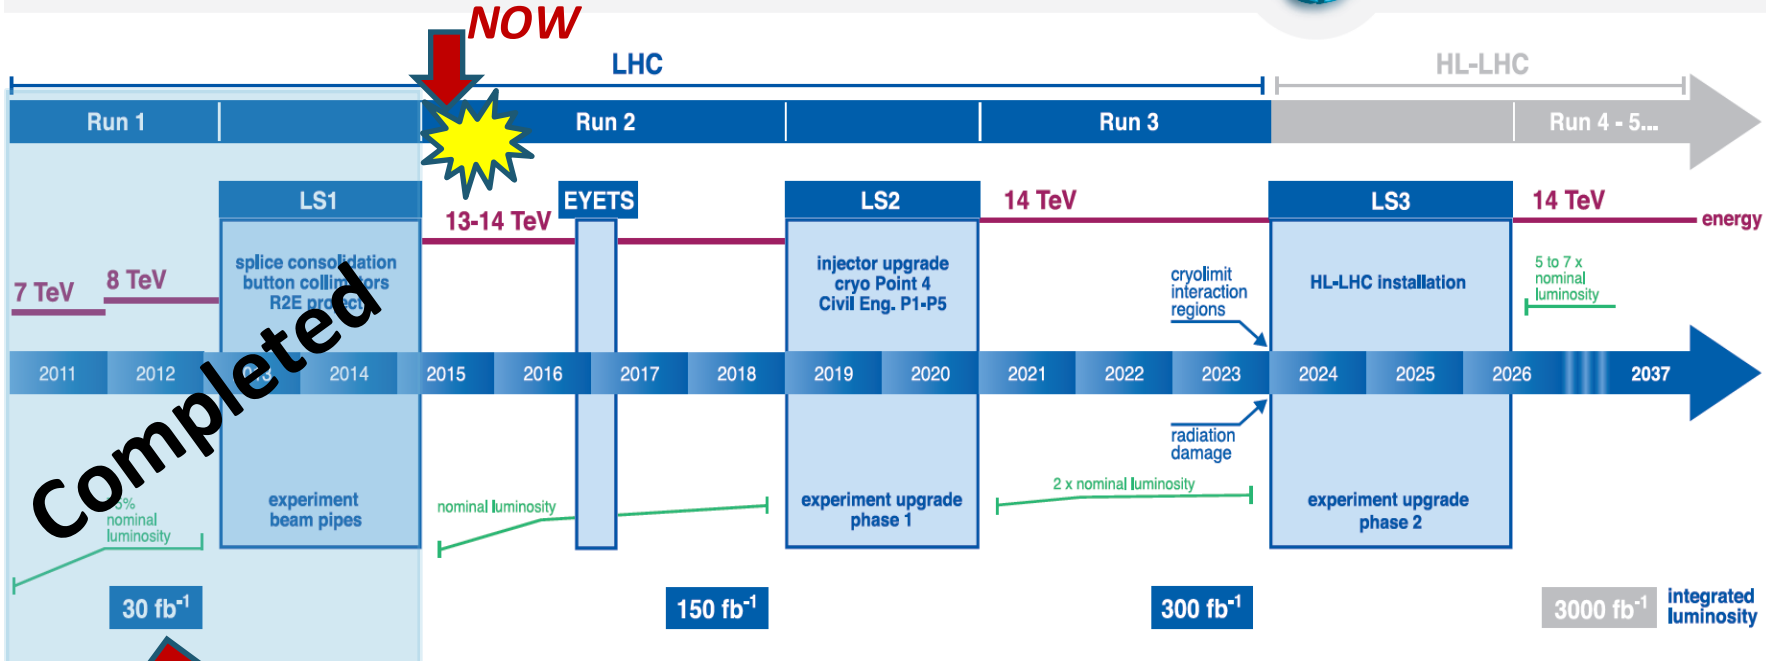 NOW
LHC
HL-LHC
Run 1
Run 2
Run 3
Run 4 - 5...
LS1
EYETS
LS2
LS3
13-14 TeV
14 TeV
14 TeV
energy
7 TeV
8 TeV
splice consolidation
button collimators
R2E project
injector upgrade
cryo Point 4
Civil Eng. P1-P5
cryolimit
interaction
regions
HL-LHC installation
5 to 7 x
nominal
luminosity
Completed
2011
2012
2013
2014
2015
2016
2017
2018
2019
2020
2021
2022
2023
2024
2025
2026
2037
radiation
damage
nominal
luminosity
experiment
beam pipes
nominal luminosity
experiment upgrade
phase 1
2 x nominal luminosity
experiment upgrade
phase 2
30 fb⁻¹
150 fb⁻¹
300 fb⁻¹
3000 fb⁻¹
integrated
luminosity